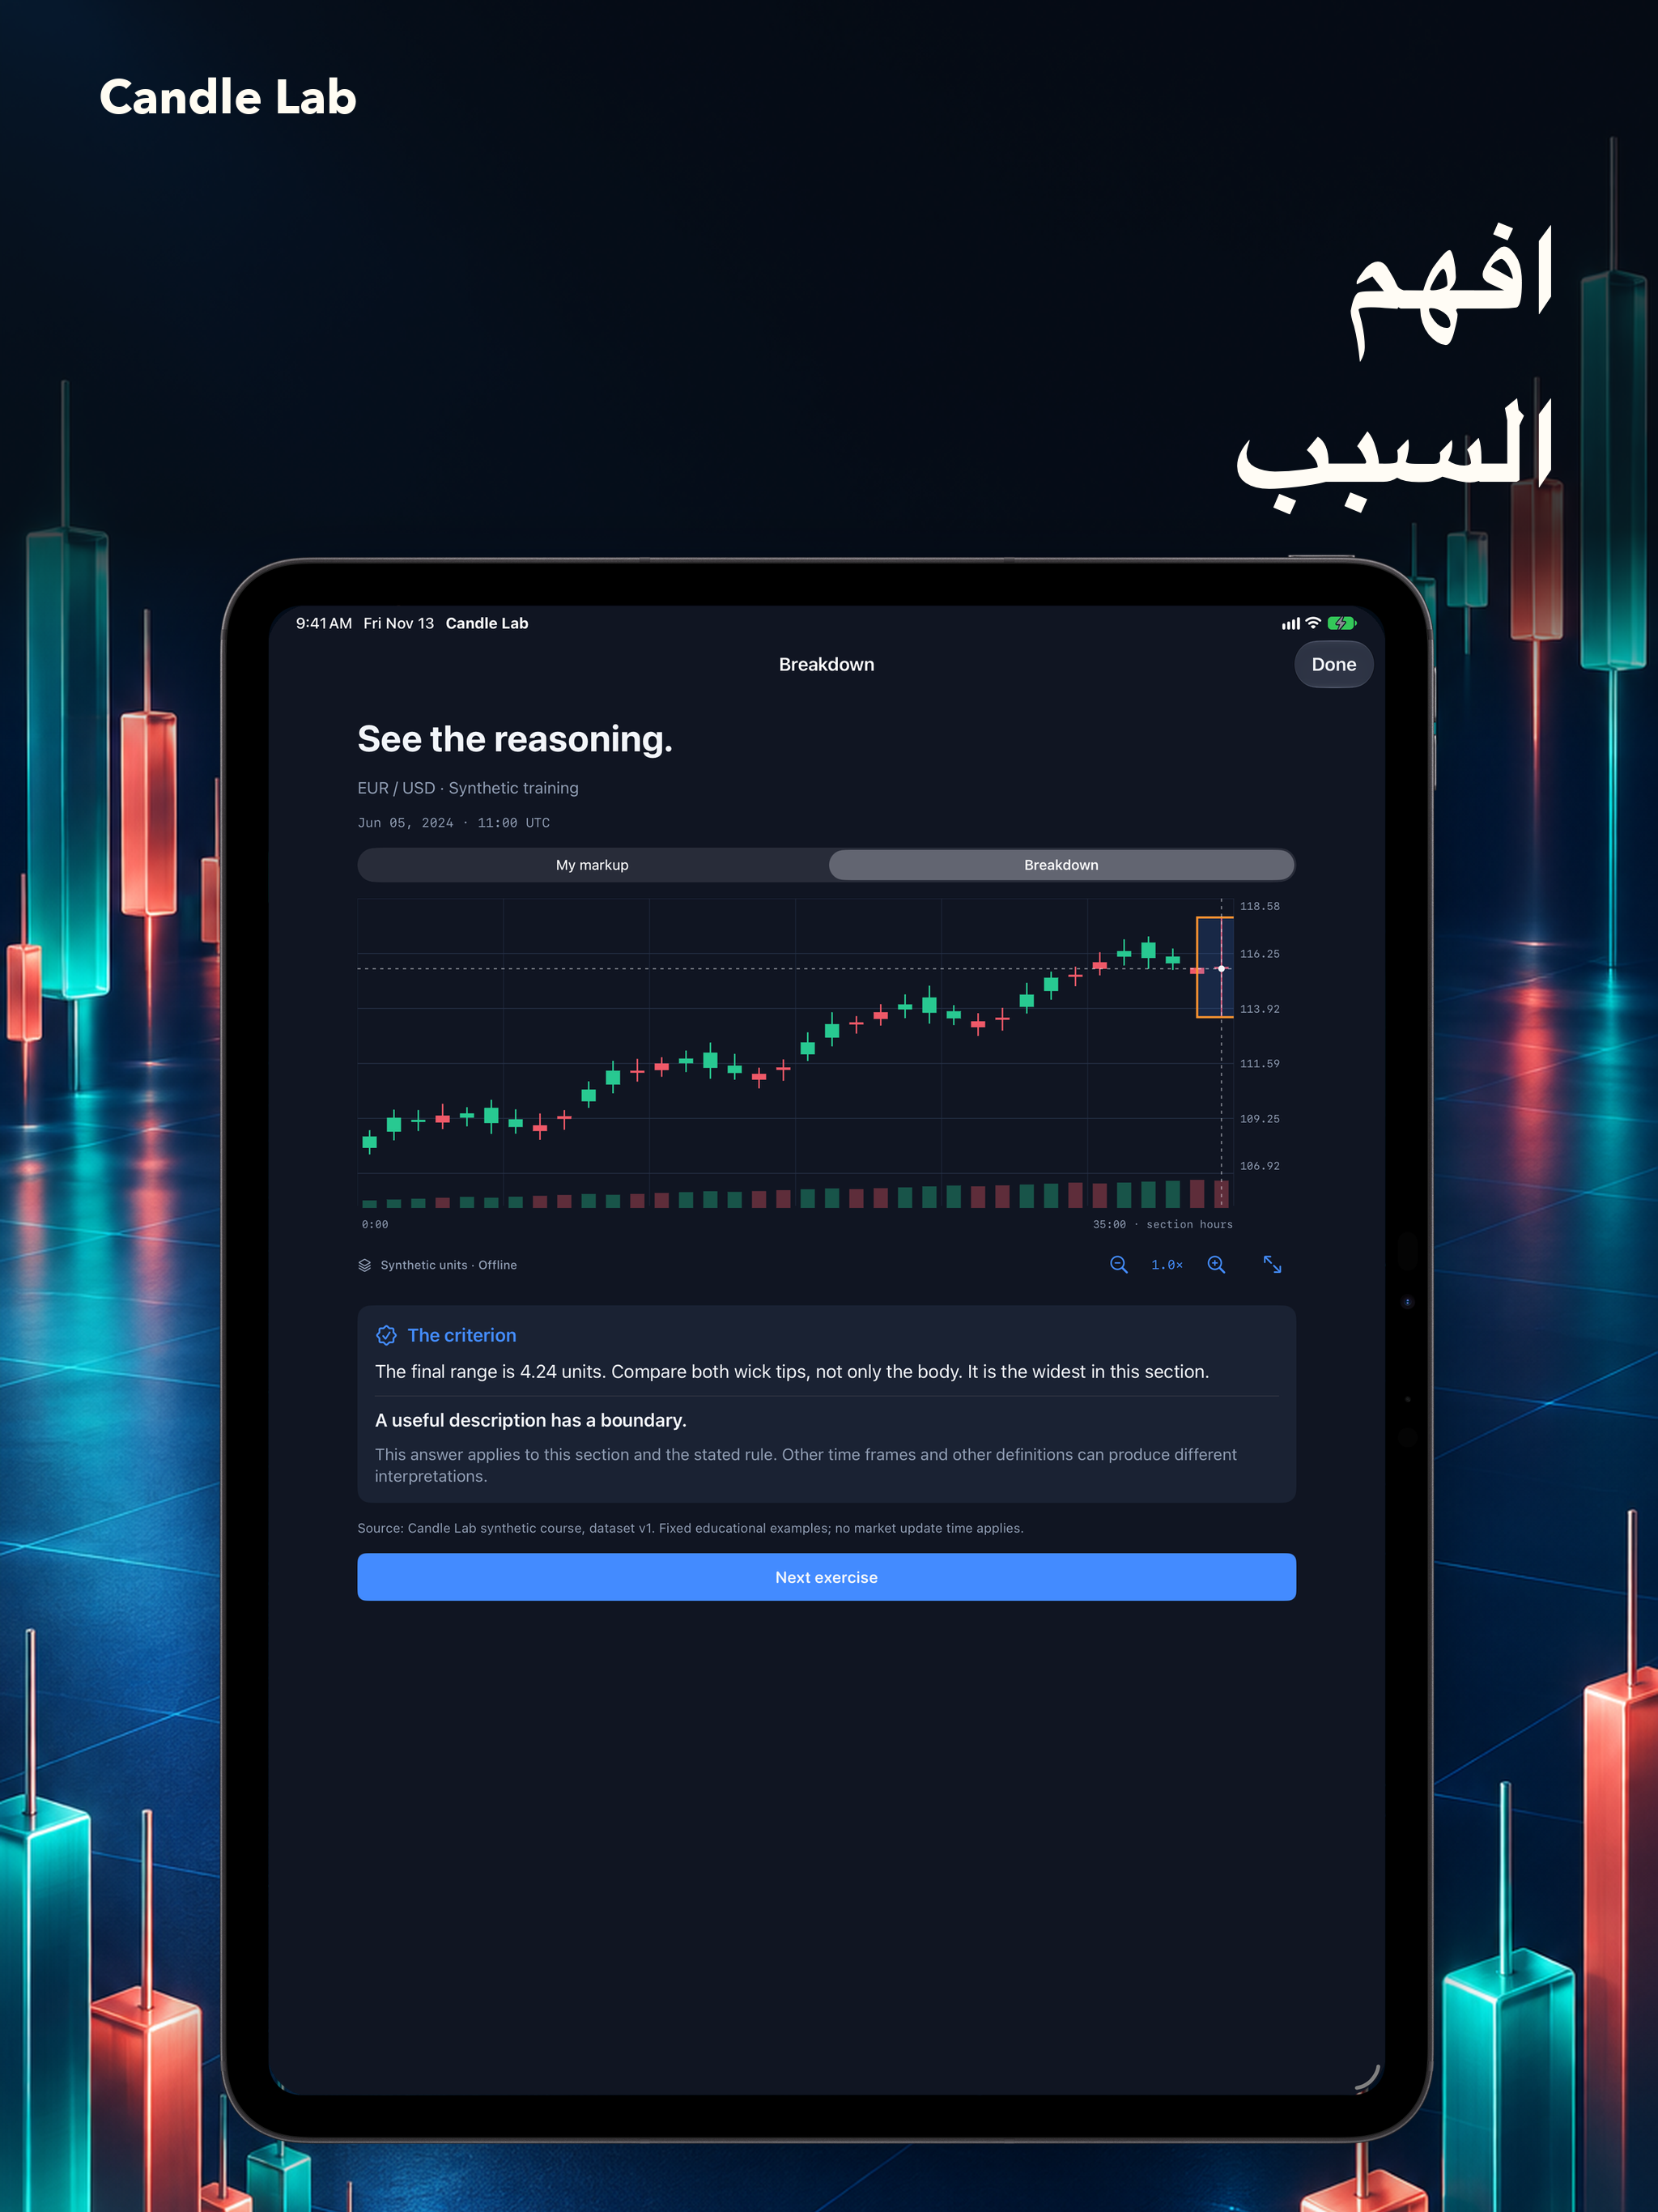 Candle Lab
افهم
السبب
9:41 AM Fri Nov 13 Candle Lab
Breakdown
Done
See the reasoning.
EUR / USD · Synthetic training
Jun 05, 2024 · 11:00 UTC
My markup
Breakdown
118.58
116.25
113.92
111.59
109.25
106.92
0:00
35:00 · section hours
Synthetic units · Offline
1.0×
The criterion
The final range is 4.24 units. Compare both wick tips, not only the body. It is the widest in this section.
A useful description has a boundary.
This answer applies to this section and the stated rule. Other time frames and other definitions can produce different
interpretations.
Source: Candle Lab synthetic course, dataset v1. Fixed educational examples; no market update time applies.
Next exercise